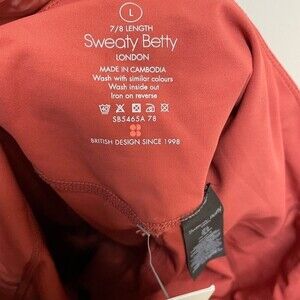 L
7/8 LENGTH
Sweaty Betty
LONDON
MADE IN CAMBODIA
Wash with similar colours
Wash inside out
Iron on reverse
SB5465A 78
BRITISH DESIGN SINCE 1998